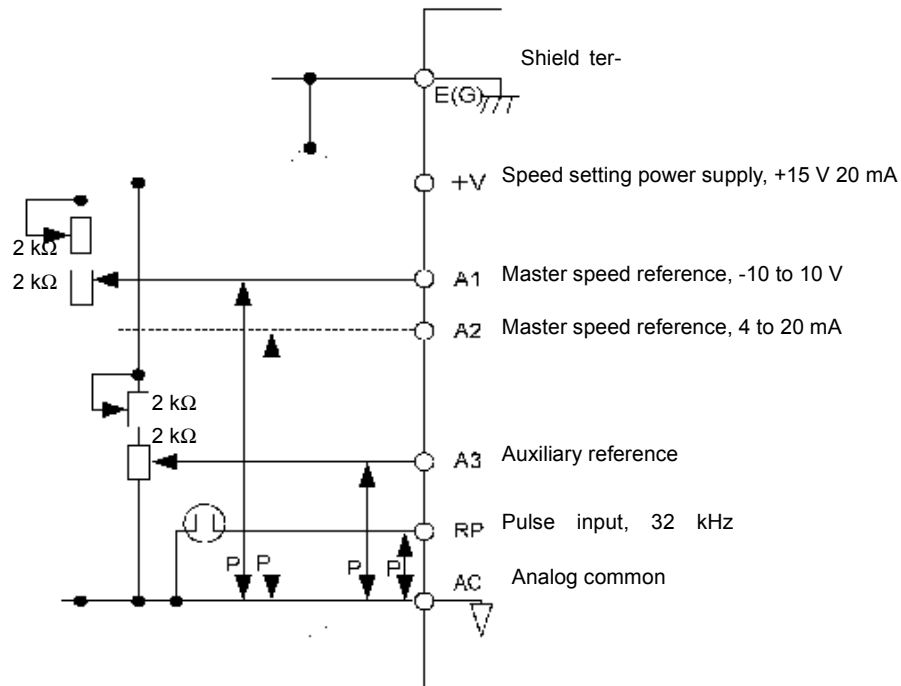 Shield ter-
E(G)
+V Speed setting power supply, +15 V 20 mA
2 kΩ
2 kΩ
A1 Master speed reference, -10 to 10 V
A2 Master speed reference, 4 to 20 mA
2 kΩ
2 kΩ
A3 Auxiliary reference
RP Pulse input, 32 kHz
P P P P
AC Analog common